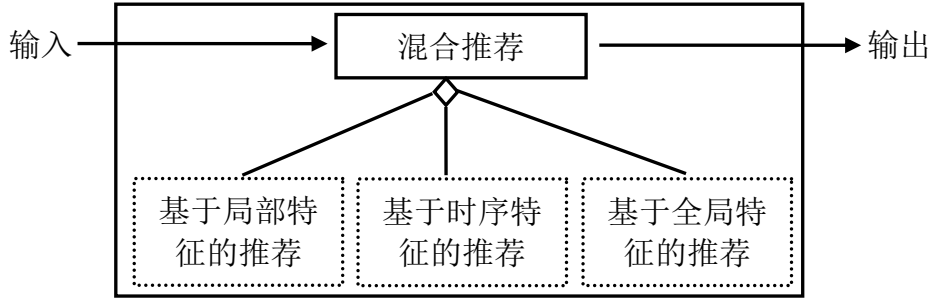 输入
混合推荐
输出
基于局部特
征的推荐
基于时序特
征的推荐
基于全局特
征的推荐